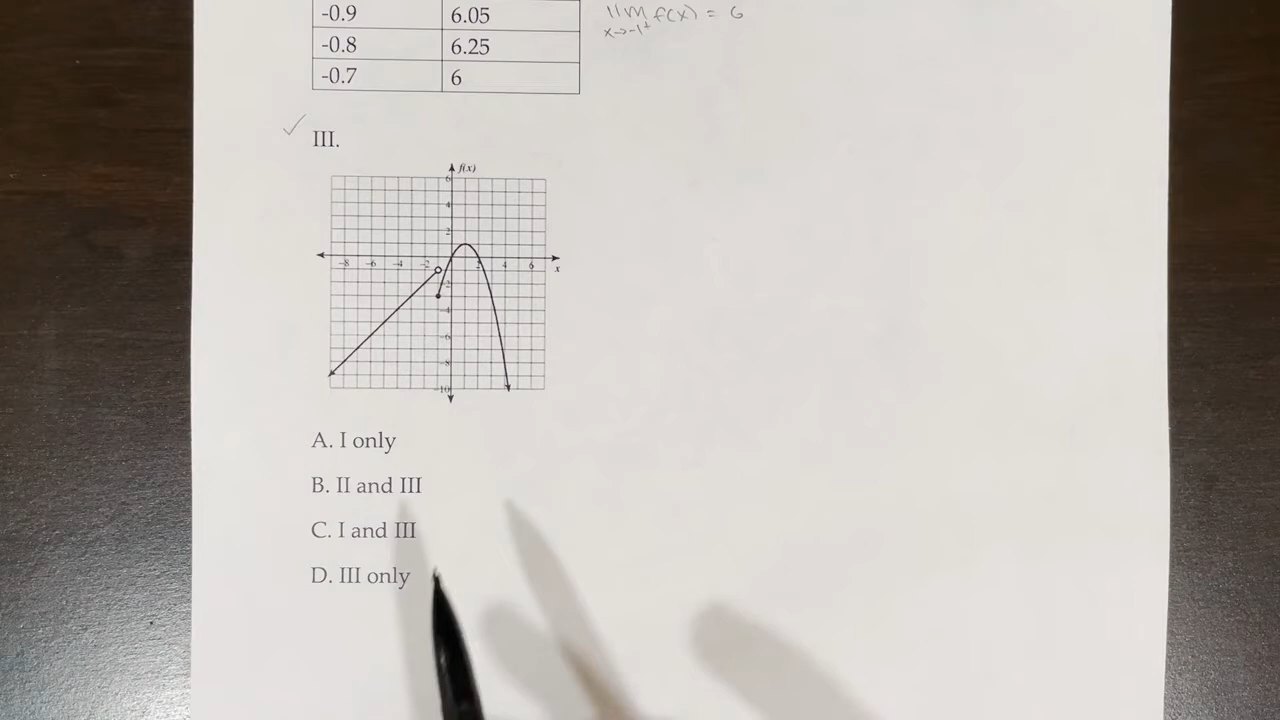 -0.9 6.05
lim f(x) = 6
x→-1⁺
-0.8 6.25
-0.7 6
III.
f(x)
6
4
2
-8 -6 -4 -2 2 4 6
x
-2
-4
-6
-8
-10
A. I only
B. II and III
C. I and III
D. III only